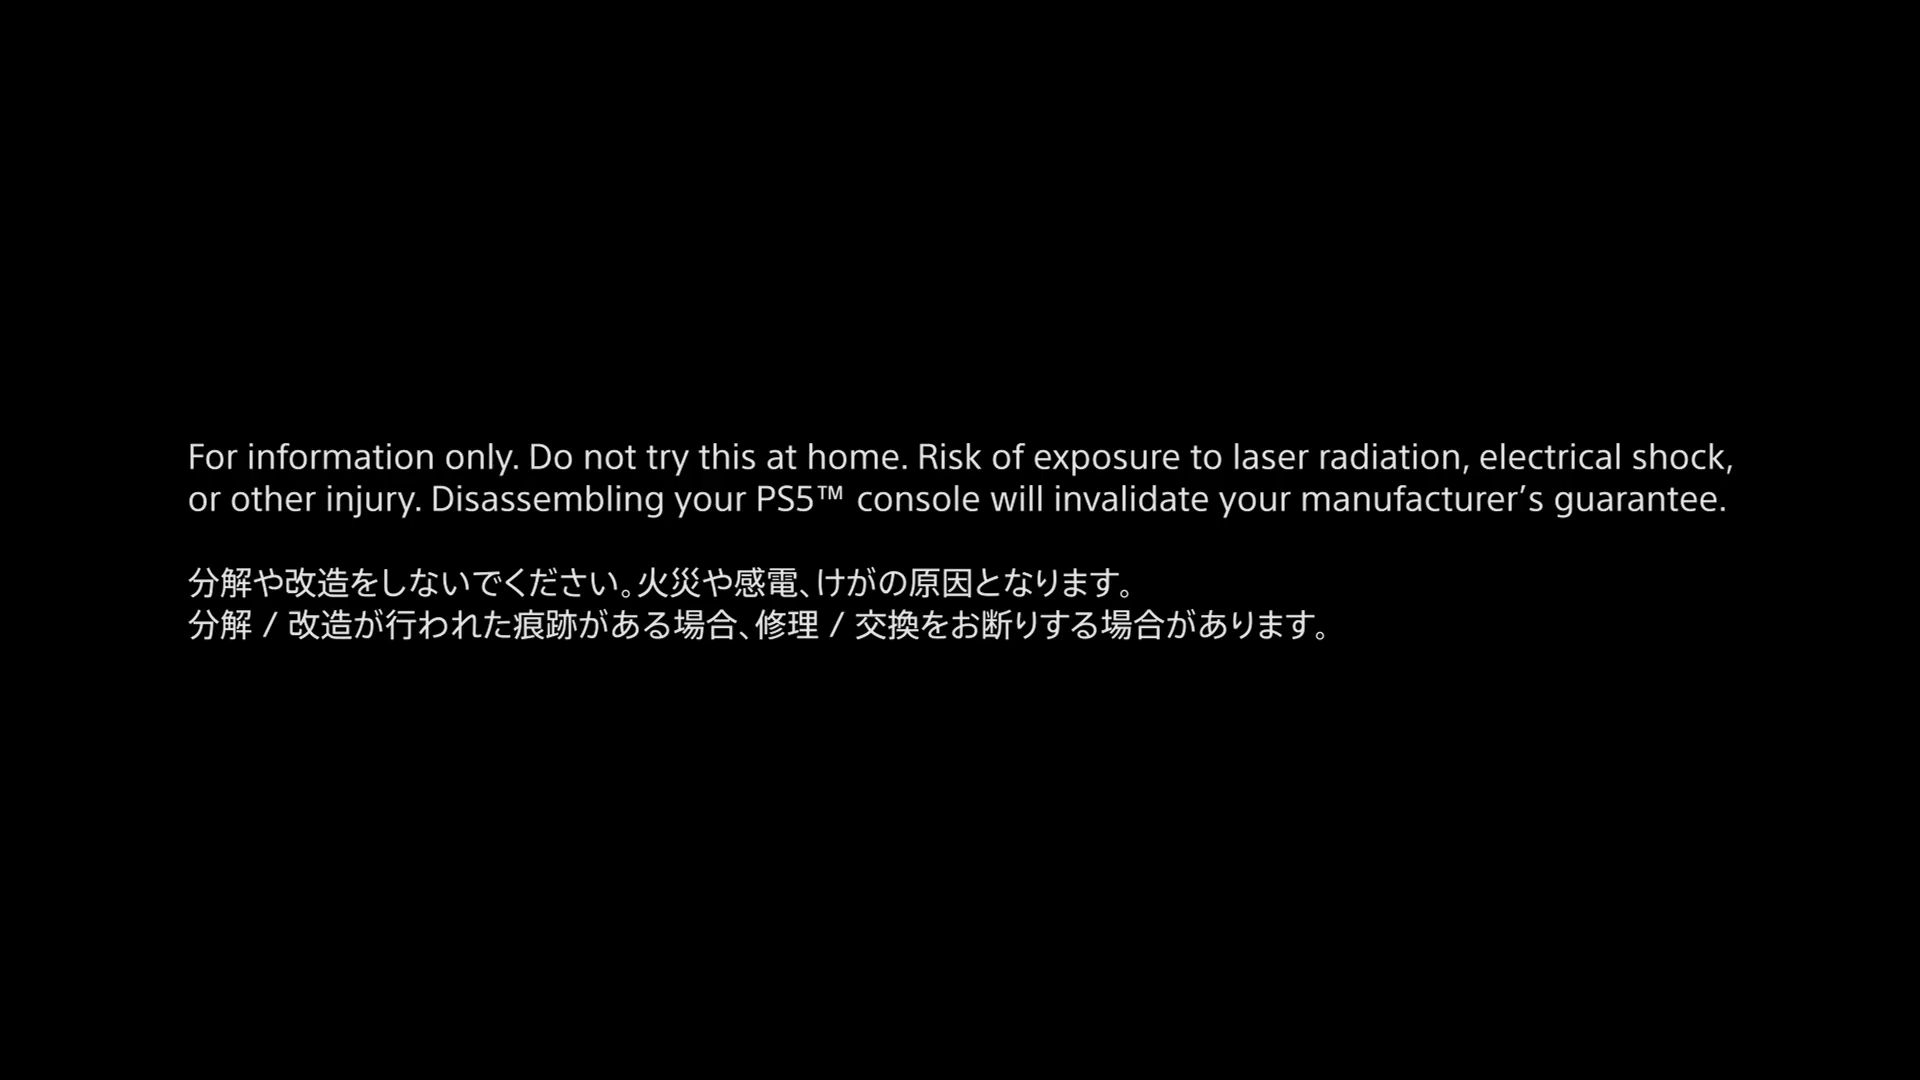 For information only. Do not try this at home. Risk of exposure to laser radiation, electrical shock,
or other injury. Disassembling your PS5™ console will invalidate your manufacturer’s guarantee.
分解や改造をしないでください。火災や感電、けがの原因となります。
分解 / 改造が行われた痕跡がある場合、修理 / 交換をお断りする場合があります。